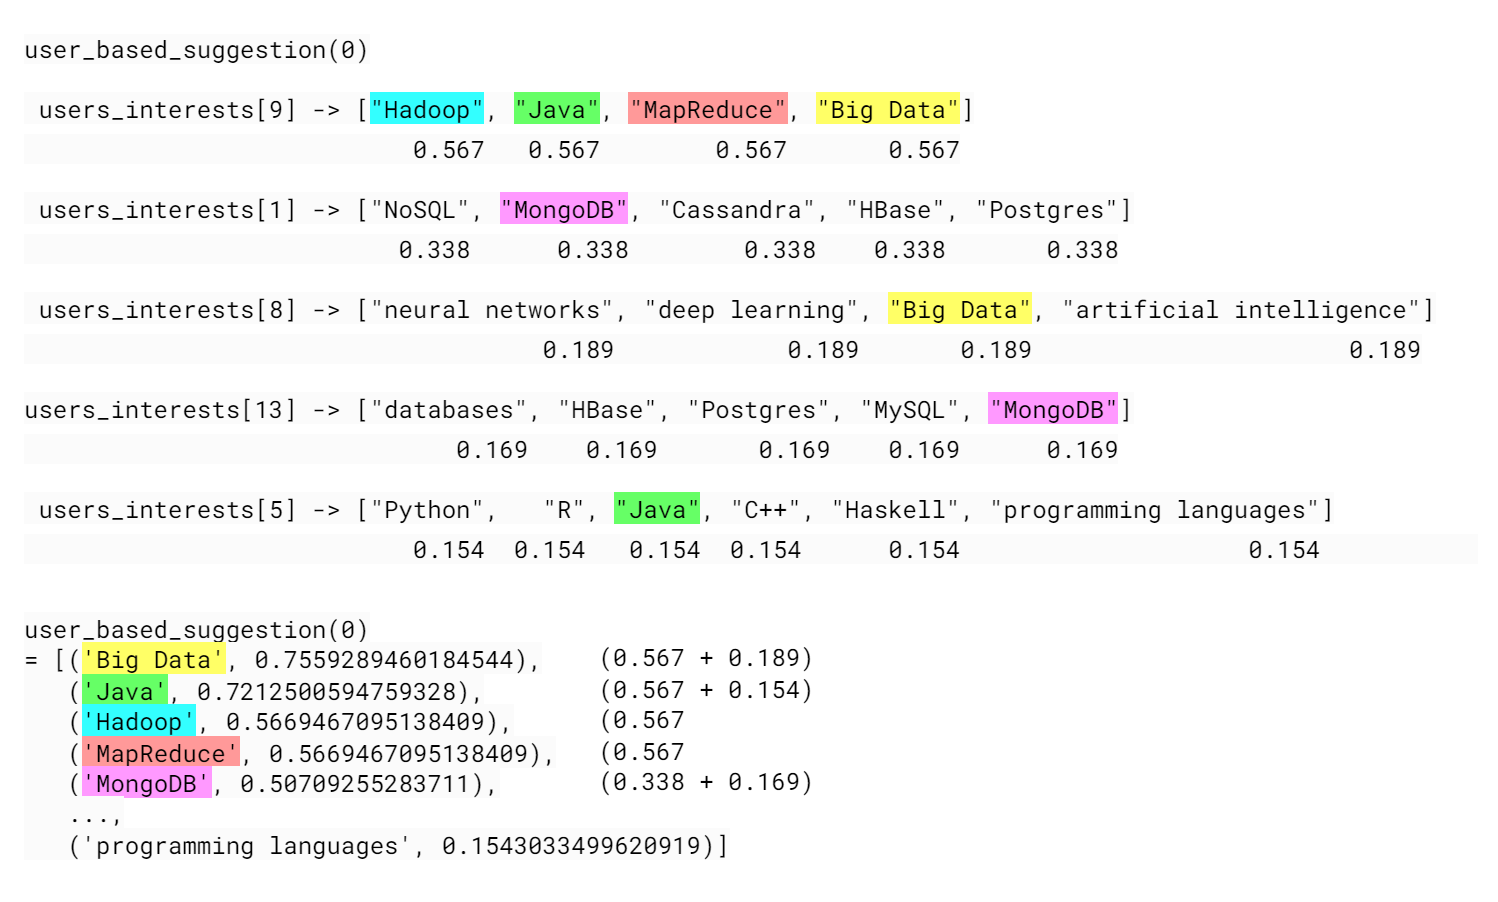 user_based_suggestion(0)
users_interests[9] -> ["Hadoop", "Java", "MapReduce", "Big Data"]
0.567 0.567 0.567 0.567
users_interests[1] -> ["NoSQL", "MongoDB", "Cassandra", "HBase", "Postgres"]
0.338 0.338 0.338 0.338 0.338
users_interests[8] -> ["neural networks", "deep learning", "Big Data", "artificial intelligence"]
0.189 0.189 0.189 0.189
users_interests[13] -> ["databases", "HBase", "Postgres", "MySQL", "MongoDB"]
0.169 0.169 0.169 0.169 0.169
users_interests[5] -> ["Python", "R", "Java", "C++", "Haskell", "programming languages"]
0.154 0.154 0.154 0.154 0.154 0.154
user_based_suggestion(0)
= [('Big Data', 0.7559289460184544), (0.567 + 0.189)
('Java', 0.7212500594759328), (0.567 + 0.154)
('Hadoop', 0.5669467095138409), (0.567
('MapReduce', 0.5669467095138409), (0.567
('MongoDB', 0.50709255283711), (0.338 + 0.169)
...,
('programming languages', 0.1543033499620919)]